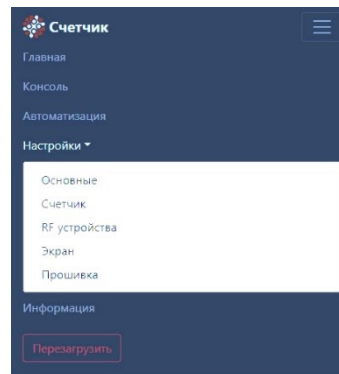 Счетчик
Главная
Консоль
Автоматизация
Настройки
Основные
Счетчик
RF устройства
Экран
Прошивка
Информация
Перезагрузить